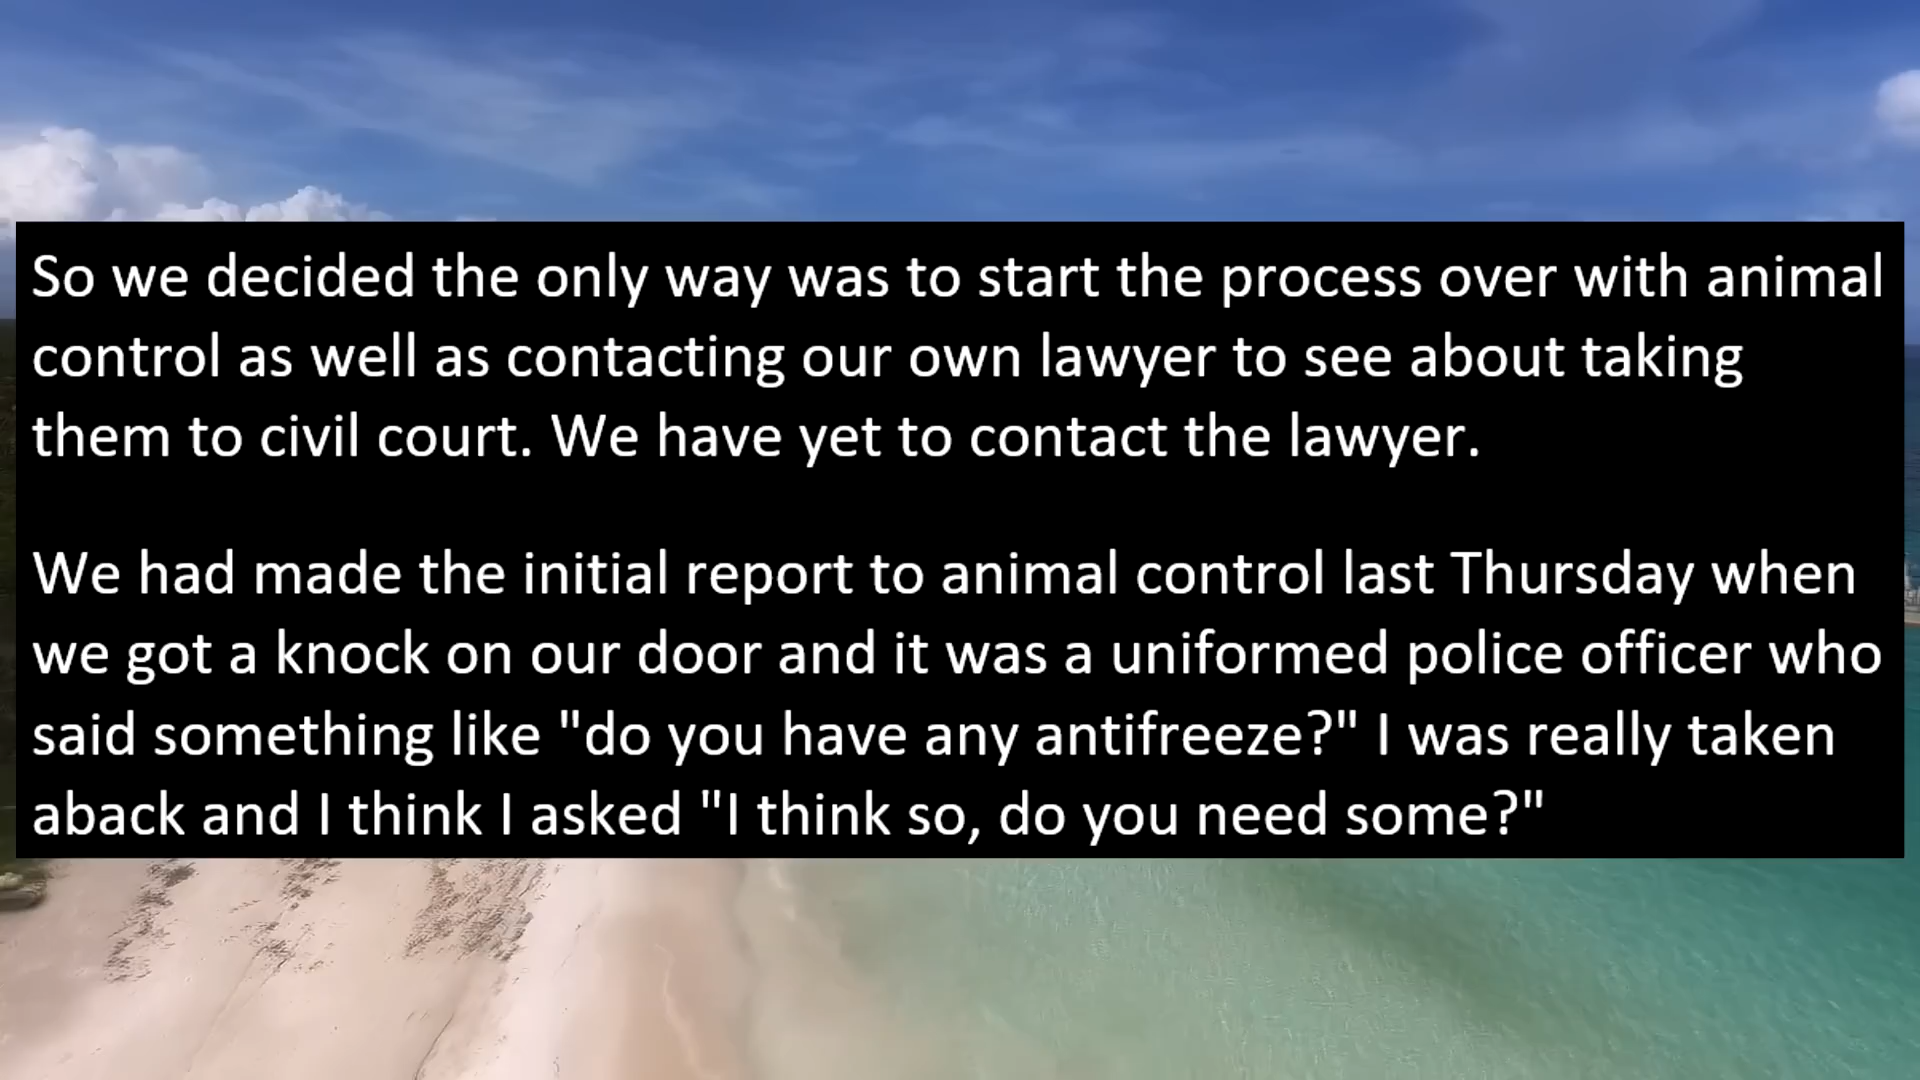 So we decided the only way was to start the process over with animal
control as well as contacting our own lawyer to see about taking
them to civil court. We have yet to contact the lawyer.
We had made the initial report to animal control last Thursday when
we got a knock on our door and it was a uniformed police officer who
said something like "do you have any antifreeze?" I was really taken
aback and I think I asked "I think so, do you need some?"